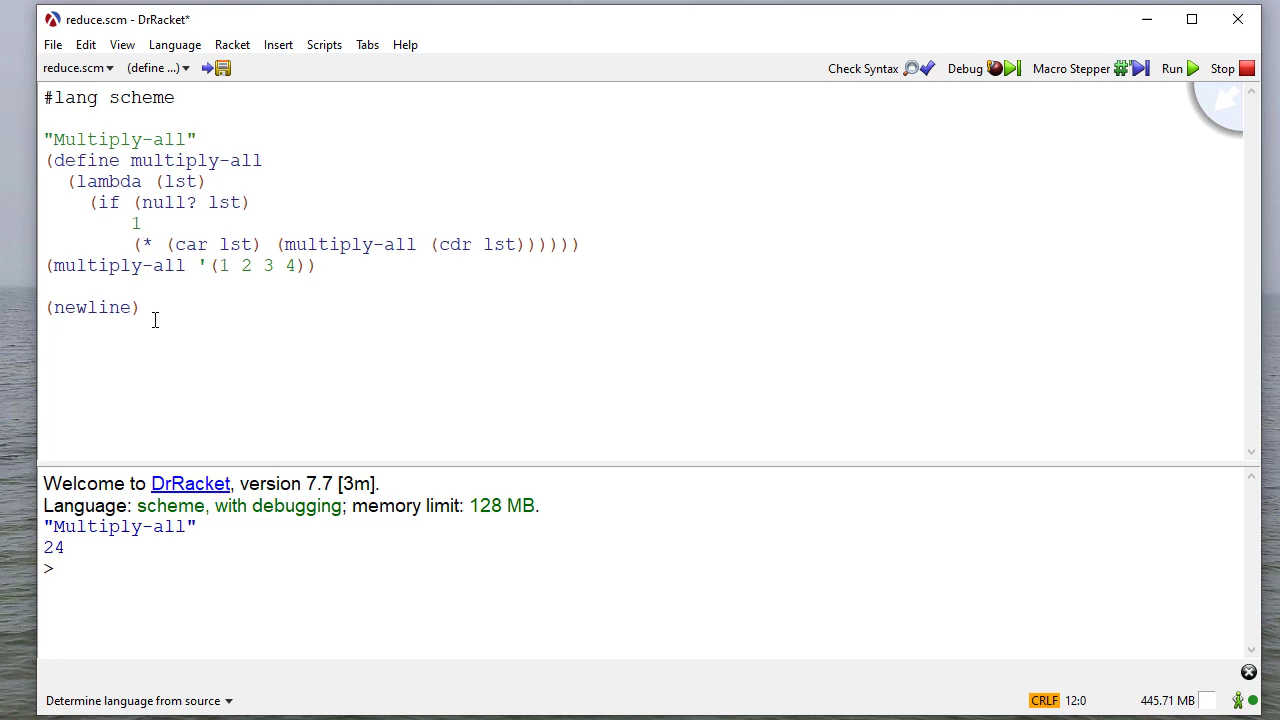 reduce.scm - DrRacket*
File Edit View Language Racket Insert Scripts Tabs Help
reduce.scm (define ...) Check Syntax Debug Macro Stepper Run Stop
#lang scheme
"Multiply-all"
(define multiply-all
(lambda (lst)
(if (null? lst)
1
(* (car lst) (multiply-all (cdr lst))))))
(multiply-all '(1 2 3 4))
(newline)
Welcome to DrRacket, version 7.7 [3m].
Language: scheme, with debugging; memory limit: 128 MB.
"Multiply-all"
24
>
Determine language from source CRLF 12:0 445.71 MB